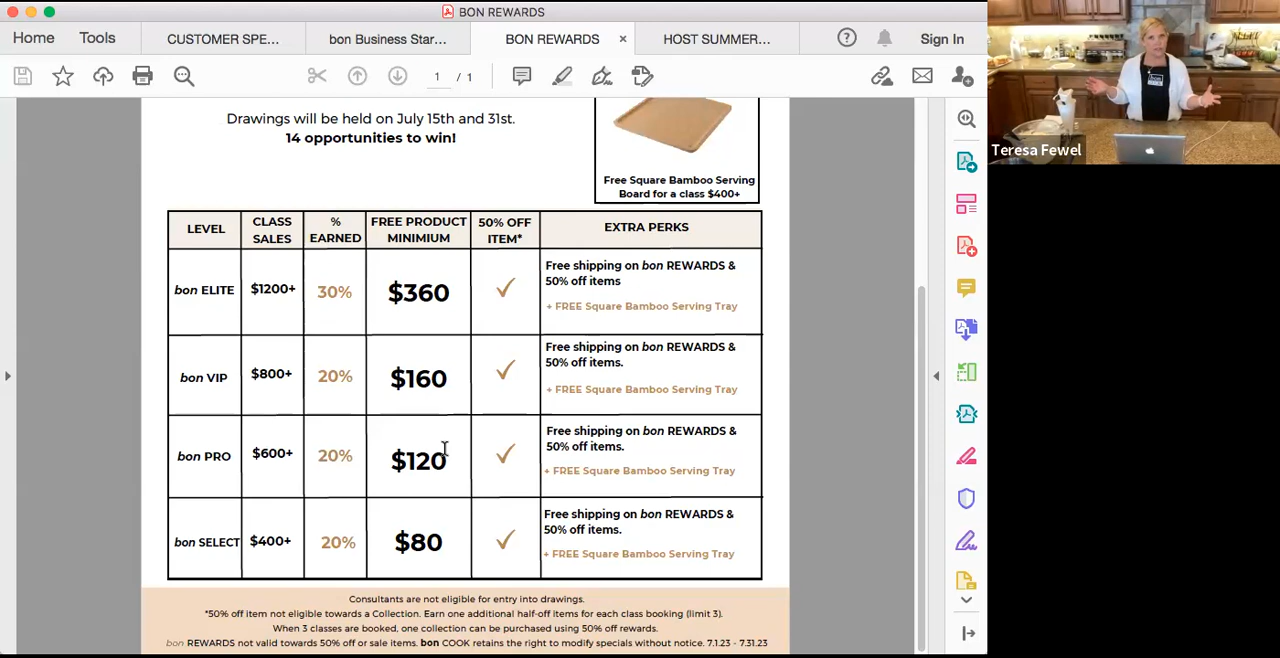 BON REWARDS
Home
Tools
CUSTOMER SPE...
bon Business Star...
BON REWARDS
HOST SUMMER...
Sign In
1 / 1
Drawings will be held on July 15th and 31st.
14 opportunities to win!
Free Square Bamboo Serving
Board for a class $400+
Teresa Fewel
LEVEL
CLASS
SALES
%
EARNED
FREE PRODUCT
MINIMIUM
50% OFF
ITEM*
EXTRA PERKS
bon ELITE
$1200+
30%
$360
Free shipping on bon REWARDS &
50% off items
+ FREE Square Bamboo Serving Tray
bon VIP
$800+
20%
$160
Free shipping on bon REWARDS &
50% off items.
+ FREE Square Bamboo Serving Tray
bon PRO
$600+
20%
$120
Free shipping on bon REWARDS &
50% off items.
+ FREE Square Bamboo Serving Tray
bon SELECT
$400+
20%
$80
Free shipping on bon REWARDS &
50% off items.
+ FREE Square Bamboo Serving Tray
Consultants are not eligible for entry into drawings.
*50% off item not eligible towards a Collection. Earn one additional half-off items for each class booking (limit 3).
When 3 classes are booked, one collection can be purchased using 50% off rewards.
bon REWARDS not valid towards 50% off or sale items. bon COOK retains the right to modify specials without notice. 7.1.23 - 7.31.23